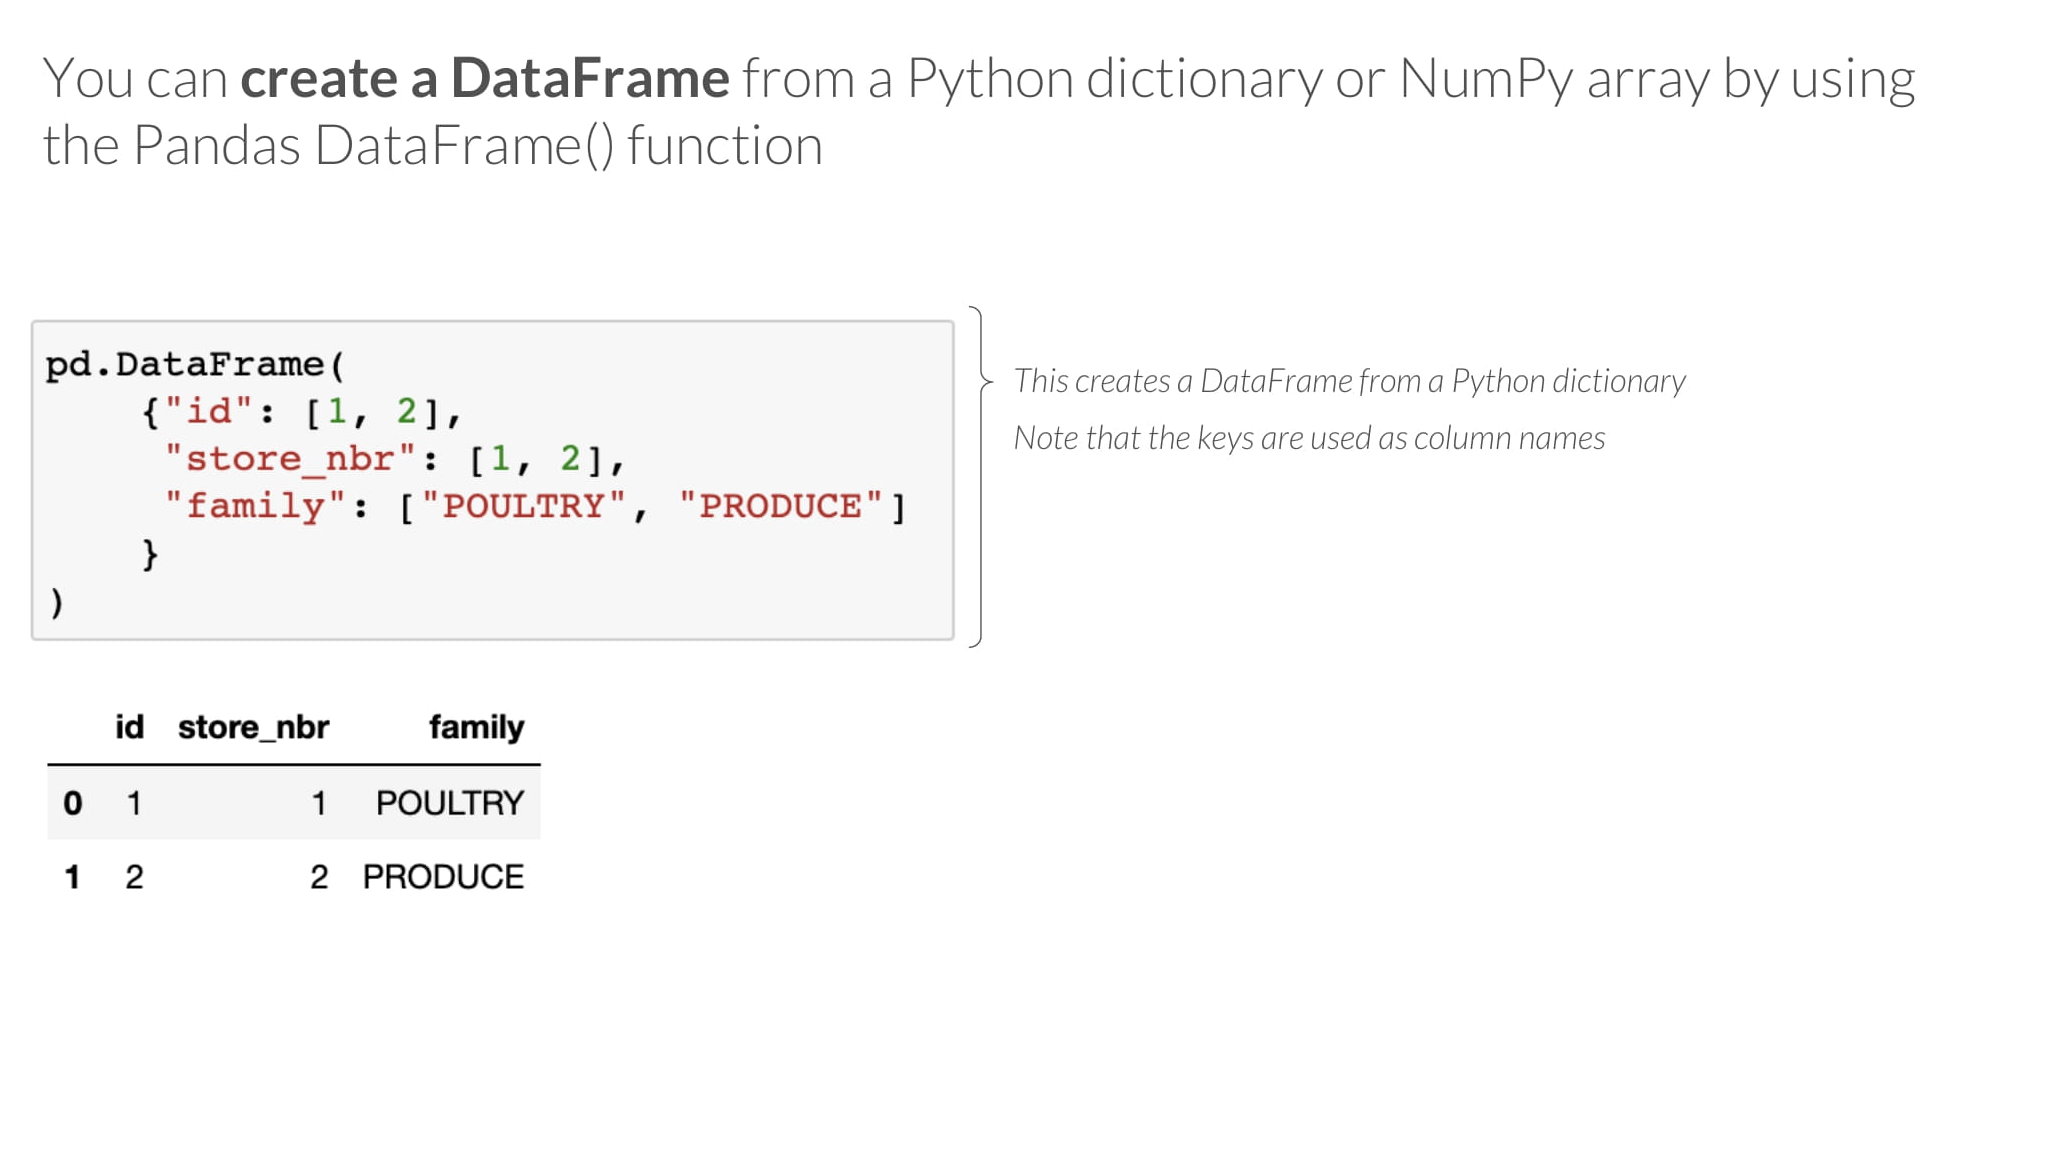 You can create a DataFrame from a Python dictionary or NumPy array by using
the Pandas DataFrame() function
pd.DataFrame(
    {"id": [1, 2],
     "store_nbr": [1, 2],
     "family": ["POULTRY", "PRODUCE"]
    }
)
This creates a DataFrame from a Python dictionary
Note that the keys are used as column names
id store_nbr family
0 1 1 POULTRY
1 2 2 PRODUCE